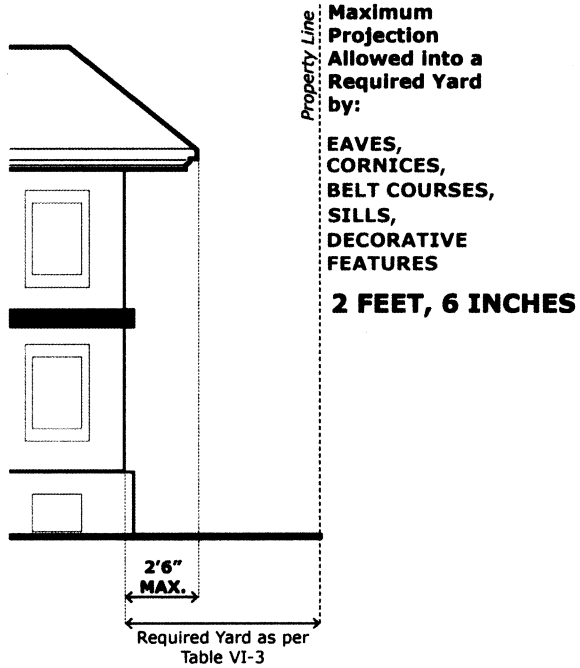 Property Line
Maximum
Projection
Allowed into a
Required Yard
by:
EAVES,
CORNICES,
BELT COURSES,
SILLS,
DECORATIVE
FEATURES
2 FEET, 6 INCHES
2'6"
MAX.
Required Yard as per
Table VI-3